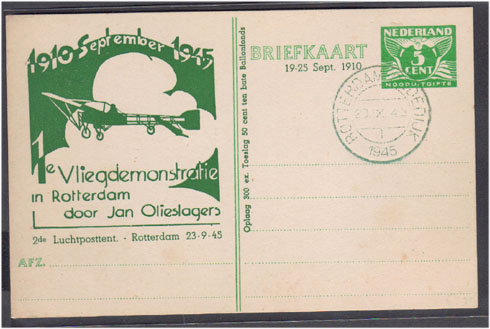 1910 September 1945
1e Vliegdemonstratie
in Rotterdam
door Jan Olieslagers
2de Luchtposttent. - Rotterdam 23-9-45
AFZ.
Oplaag 300 ex. Toeslag 50 cent ten bate Ballonfonds
BRIEFKAART
19-25 Sept. 1910
NEDERLAND
5
CENT
ROTTERDAM
1
1945